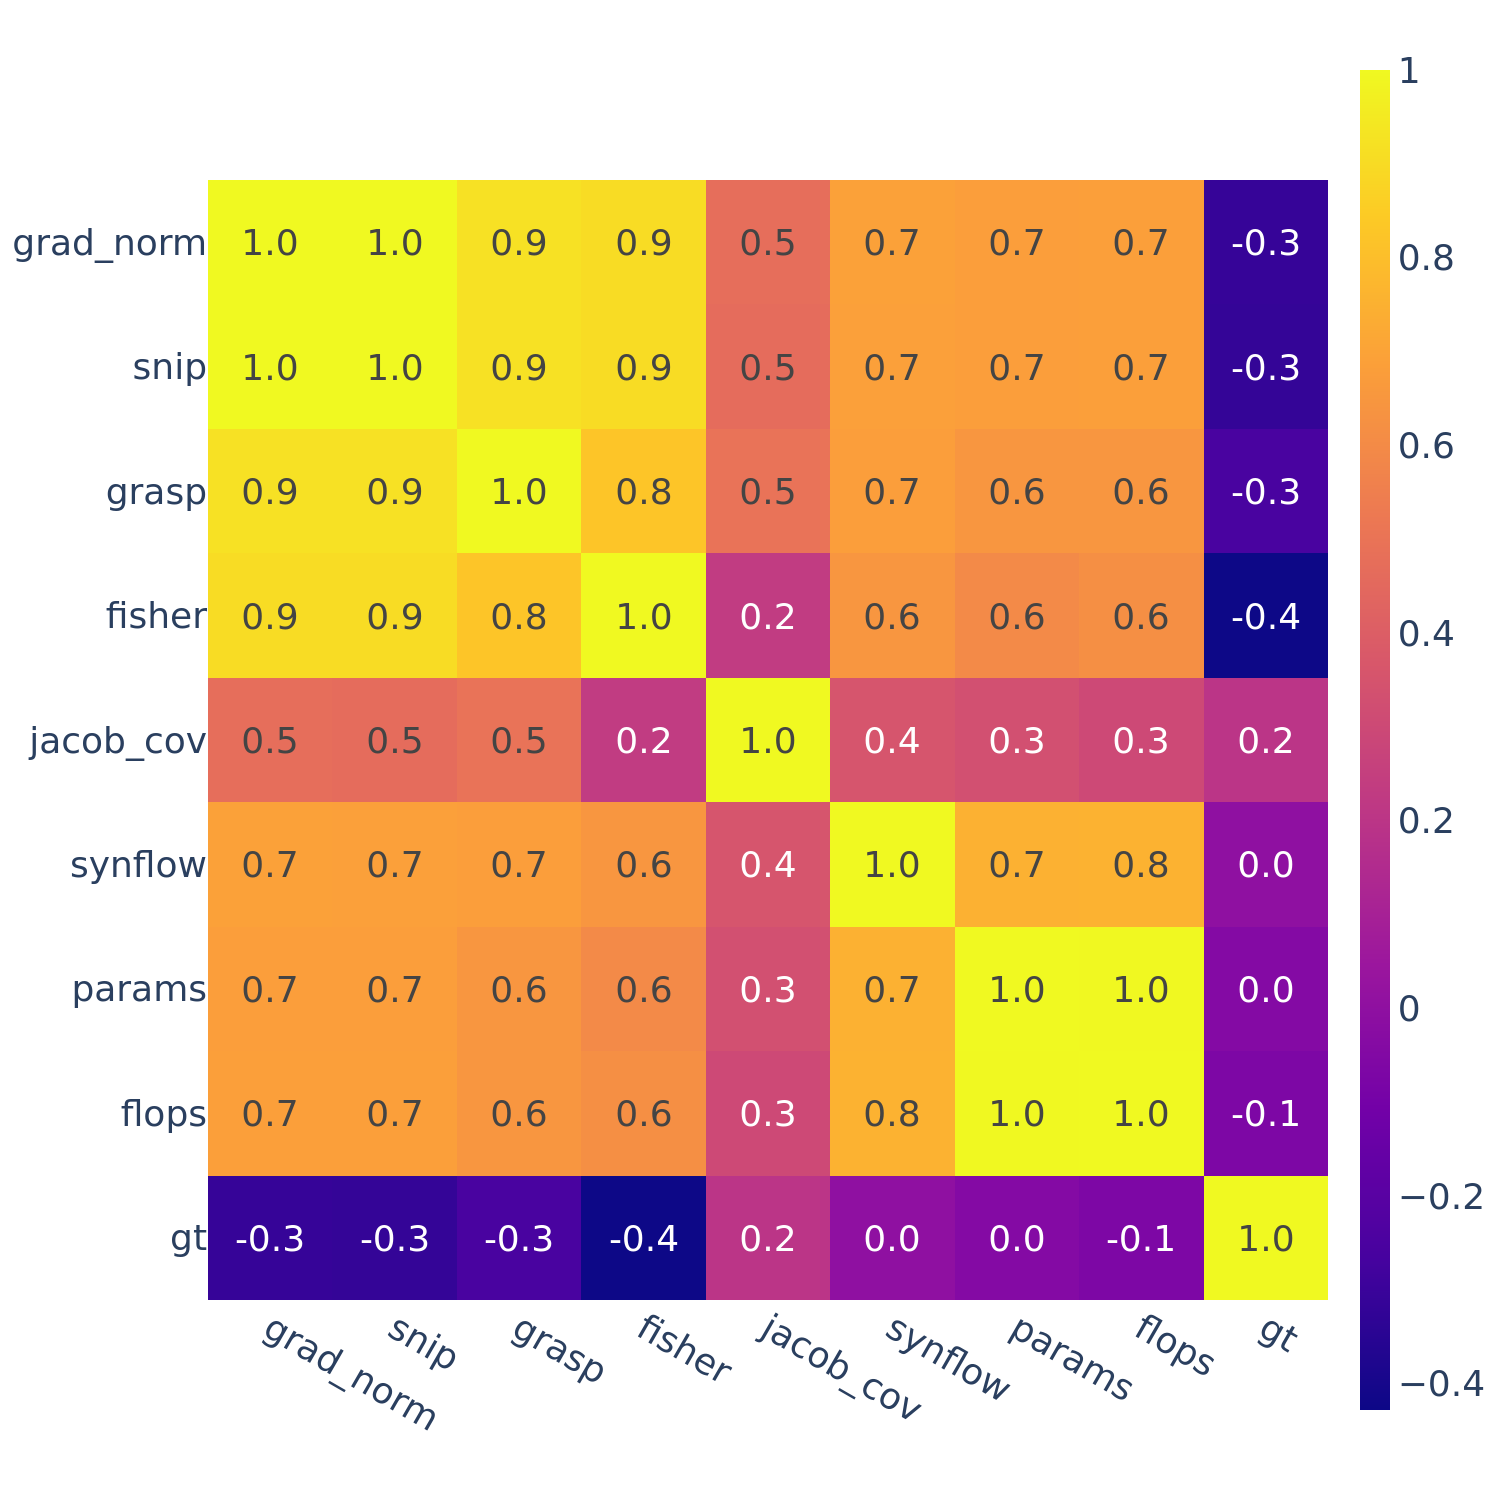 grad_norm 1.0 1.0 0.9 0.9 0.5 0.7 0.7 0.7 -0.3
snip 1.0 1.0 0.9 0.9 0.5 0.7 0.7 0.7 -0.3
grasp 0.9 0.9 1.0 0.8 0.5 0.7 0.6 0.6 -0.3
fisher 0.9 0.9 0.8 1.0 0.2 0.6 0.6 0.6 -0.4
jacob_cov 0.5 0.5 0.5 0.2 1.0 0.4 0.3 0.3 0.2
synflow 0.7 0.7 0.7 0.6 0.4 1.0 0.7 0.8 0.0
params 0.7 0.7 0.6 0.6 0.3 0.7 1.0 1.0 0.0
flops 0.7 0.7 0.6 0.6 0.3 0.8 1.0 1.0 -0.1
gt -0.3 -0.3 -0.3 -0.4 0.2 0.0 0.0 -0.1 1.0
grad_norm snip grasp fisher jacob_cov synflow params flops gt
1
0.8
0.6
0.4
0.2
0
−0.2
−0.4